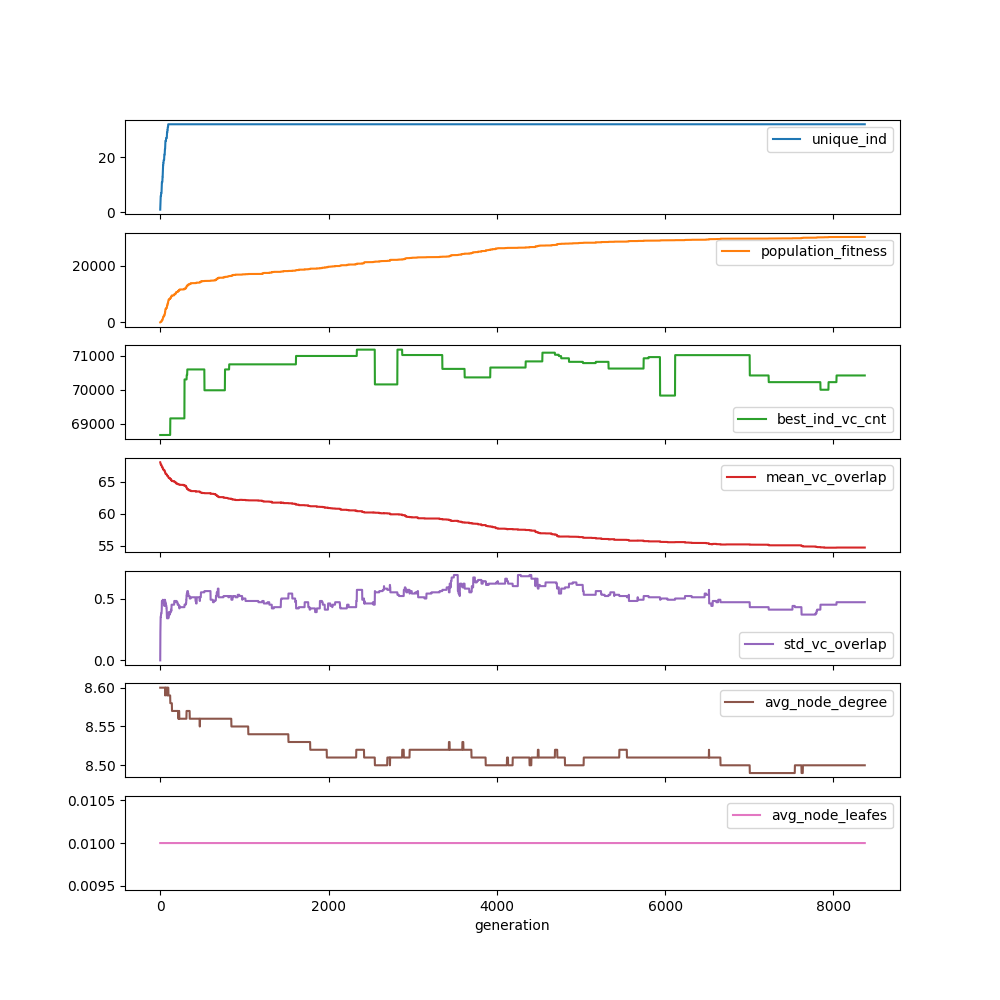 20
0
unique_ind
20000
0
population_fitness
71000
70000
69000
best_ind_vc_cnt
65
60
55
mean_vc_overlap
0.5
0.0
std_vc_overlap
8.60
8.55
8.50
avg_node_degree
0.0105
0.0100
0.0095
avg_node_leafes
0 2000 4000 6000 8000
generation